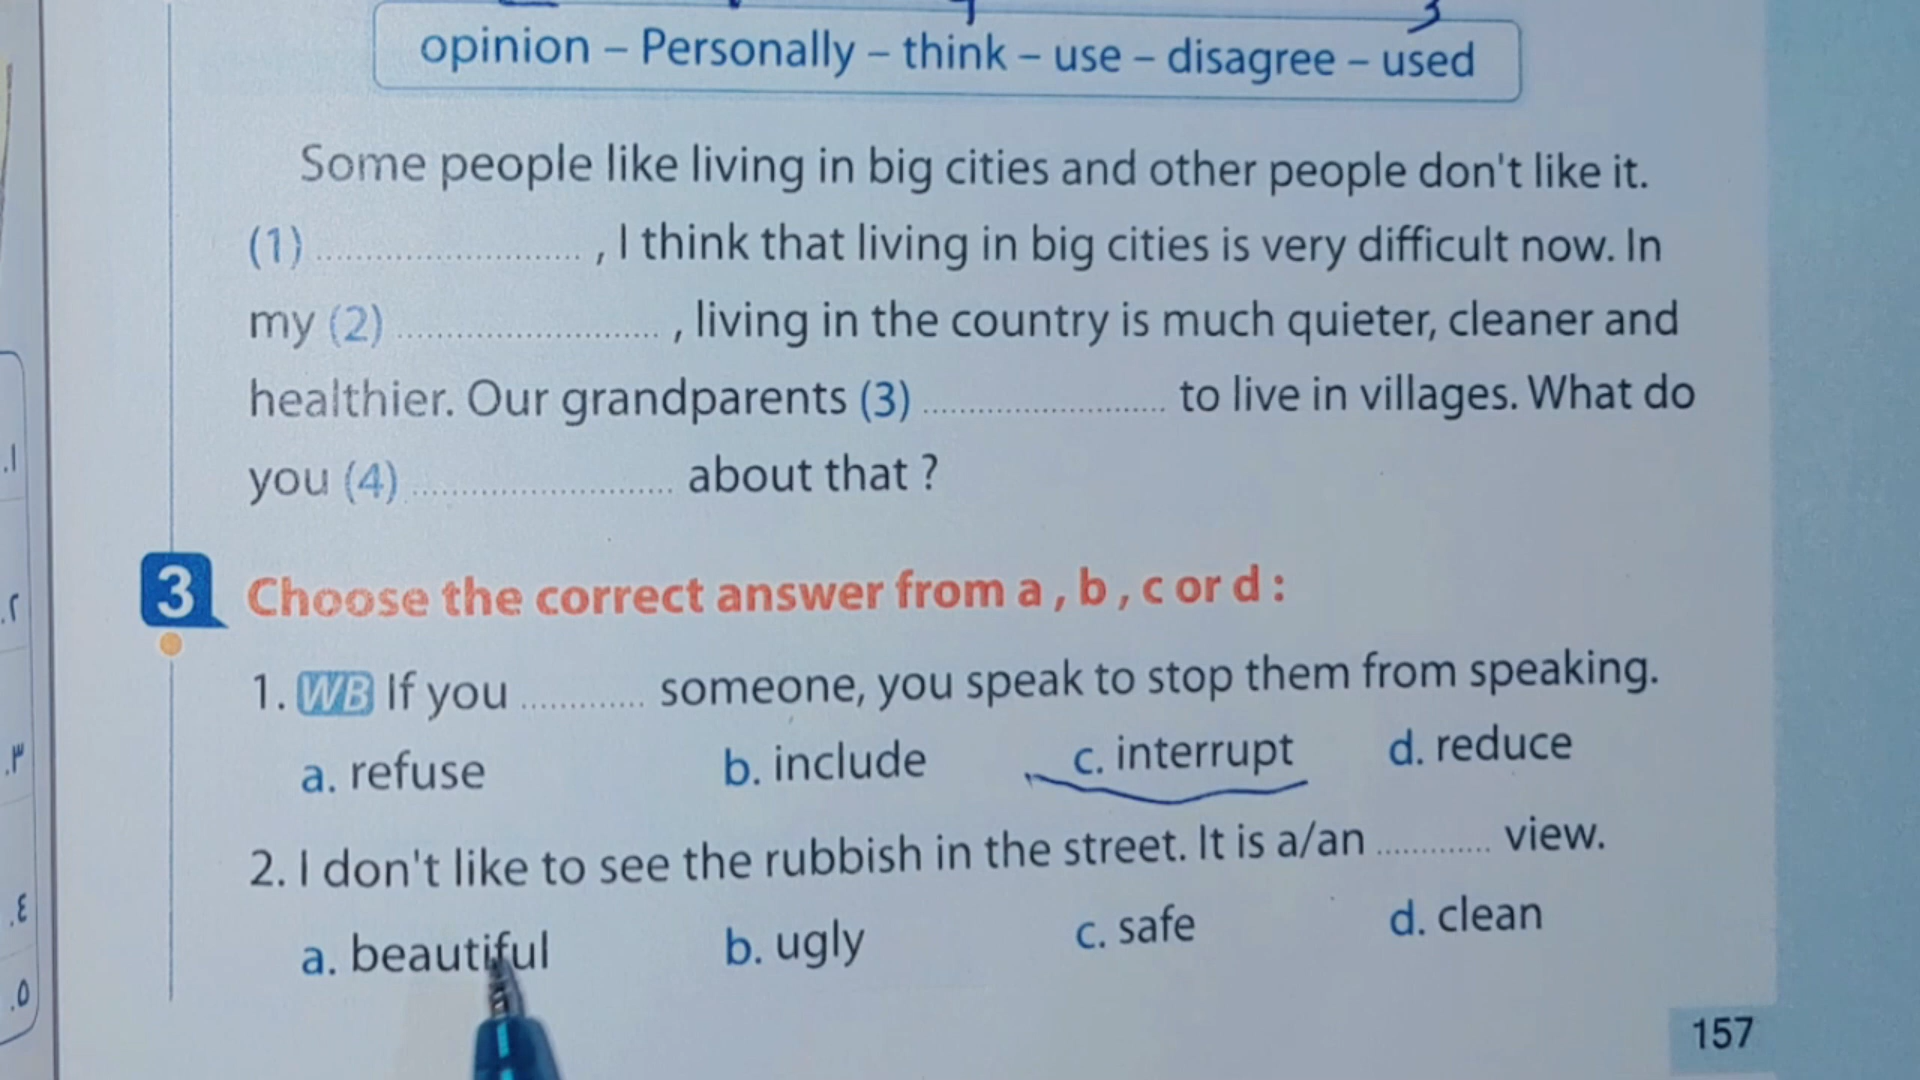 opinion – Personally – think – use – disagree – used
Some people like living in big cities and other people don't like it.
(1) .......................... , I think that living in big cities is very difficult now. In
my (2) .......................... , living in the country is much quieter, cleaner and
healthier. Our grandparents (3) .......................... to live in villages. What do
you (4) .......................... about that ?
3 Choose the correct answer from a , b , c or d :
1. WB If you ............ someone, you speak to stop them from speaking.
a. refuse b. include c. interrupt d. reduce
2. I don't like to see the rubbish in the street. It is a/an ............ view.
a. beautiful b. ugly c. safe d. clean
157
.١
.٢
.٣
.٤
.٥